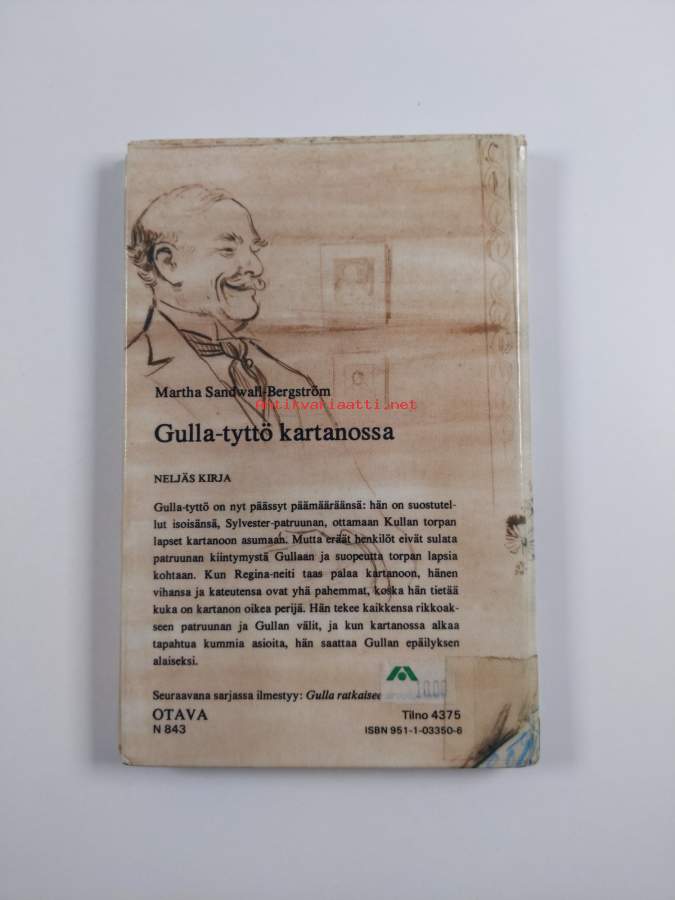 Martha Sandwall-Bergström
Antikvariaatti.net
Gulla-tyttö kartanossa
NELJÄS KIRJA
Gulla-tyttö on nyt päässyt päämääräänsä: hän on suostutel-
lut isoisänsä, Sylvester-patruunan, ottamaan Kullan torpan
lapset kartanoon asumaan. Mutta eräät henkilöt eivät sulata
patruunan kiintymystä Gullaan ja suopeutta torpan lapsia
kohtaan. Kun Regina-neiti taas palaa kartanoon, hänen
vihansa ja kateutensa ovat yhä pahemmat, koska hän tietää
kuka on kartanon oikea perijä. Hän tekee kaikkensa rikkoak-
seen patruunan ja Gullan välit, ja kun kartanossa alkaa
tapahtua kummia asioita, hän saattaa Gullan epäilyksen
alaiseksi.
Seuraavana sarjassa ilmestyy: Gulla ratkaisee
10.00
OTAVA
Tilno 4375
N 843
ISBN 951-1-03350-6